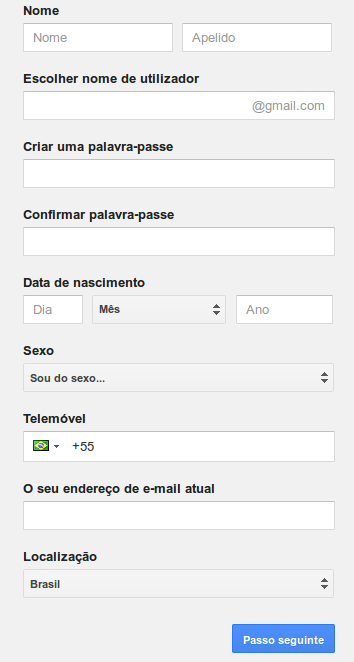 Nome
Nome Apelido
Escolher nome de utilizador
@gmail.com
Criar uma palavra-passe
Confirmar palavra-passe
Data de nascimento
Dia Mês Ano
Sexo
Sou do sexo...
Telemóvel
+55
O seu endereço de e-mail atual
Localização
Brasil
Passo seguinte